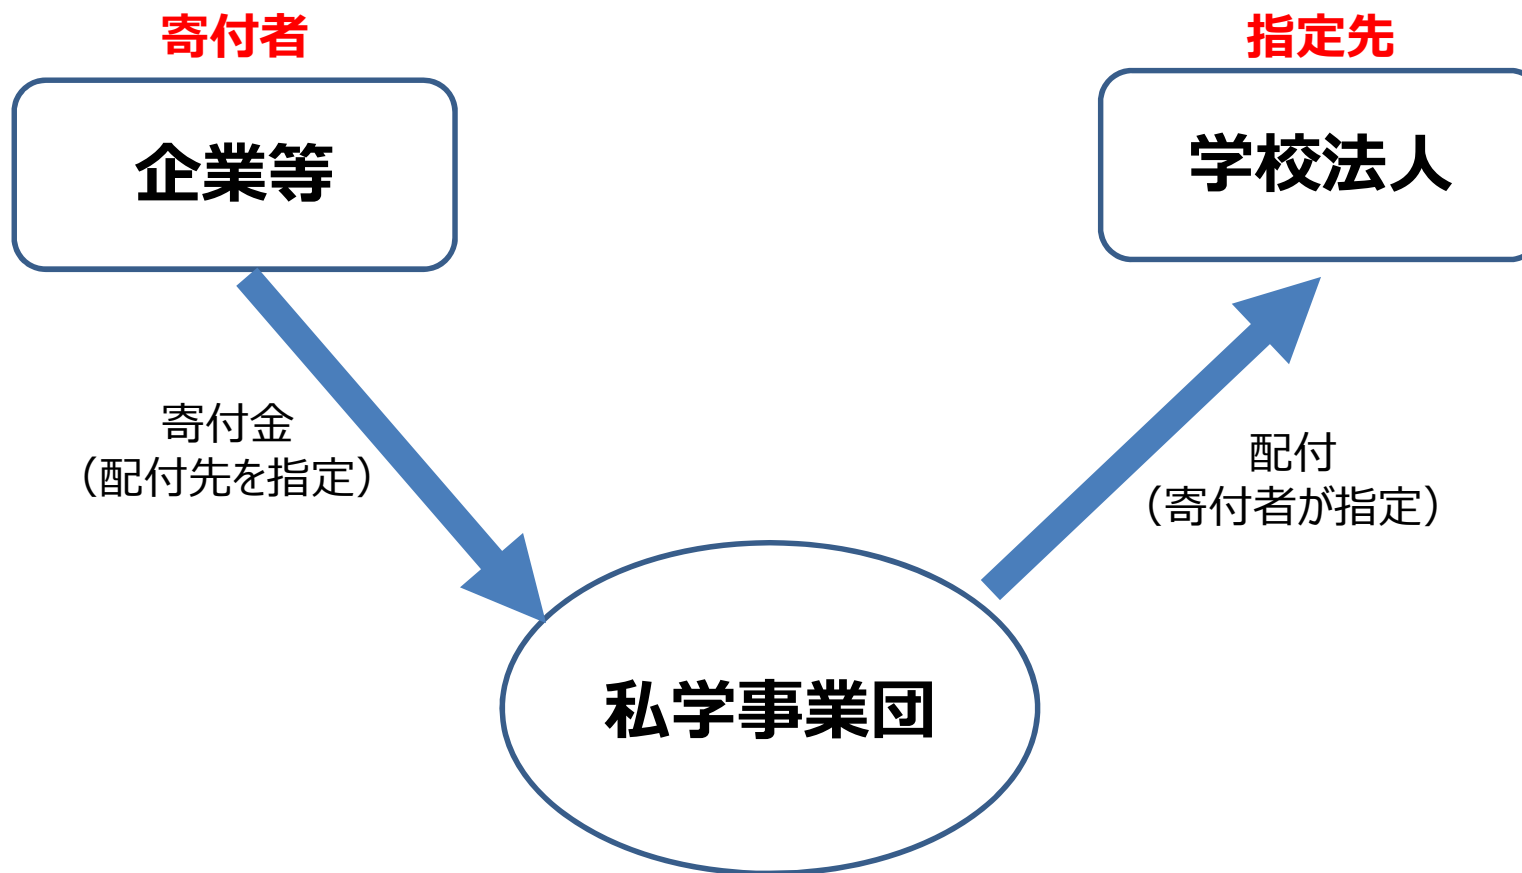 寄付者
指定先
企業等
学校法人
寄付金
（配付先を指定）
配付
（寄付者が指定）
私学事業団